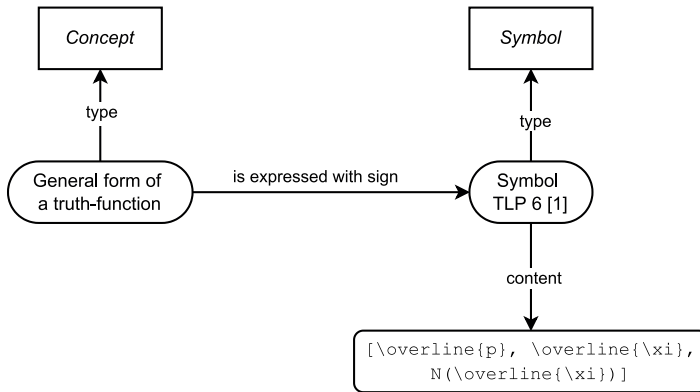 Concept
Symbol
type
type
General form of
a truth-function
is expressed with sign
Symbol
TLP 6 [1]
content
[\overline{p}, \overline{\xi},
N(\overline{\xi})]